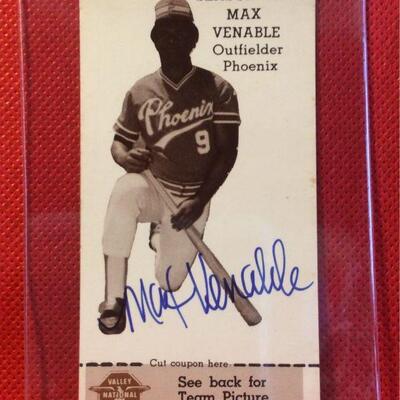 MAX
VENABLE
Outfielder
Phoenix
Phoenix
9
Max Venable
Cut coupon here
VALLEY
NATIONAL
See back for
Team Picture